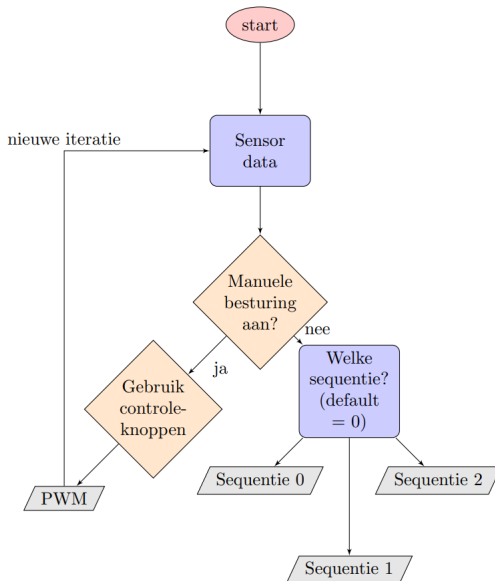 start
nieuwe iteratie
Sensor
data
Manuele
besturing
aan?
nee
ja
Welke
sequentie?
(default
= 0)
Gebruik
controle-
knoppen
PWM
Sequentie 0
Sequentie 2
Sequentie 1